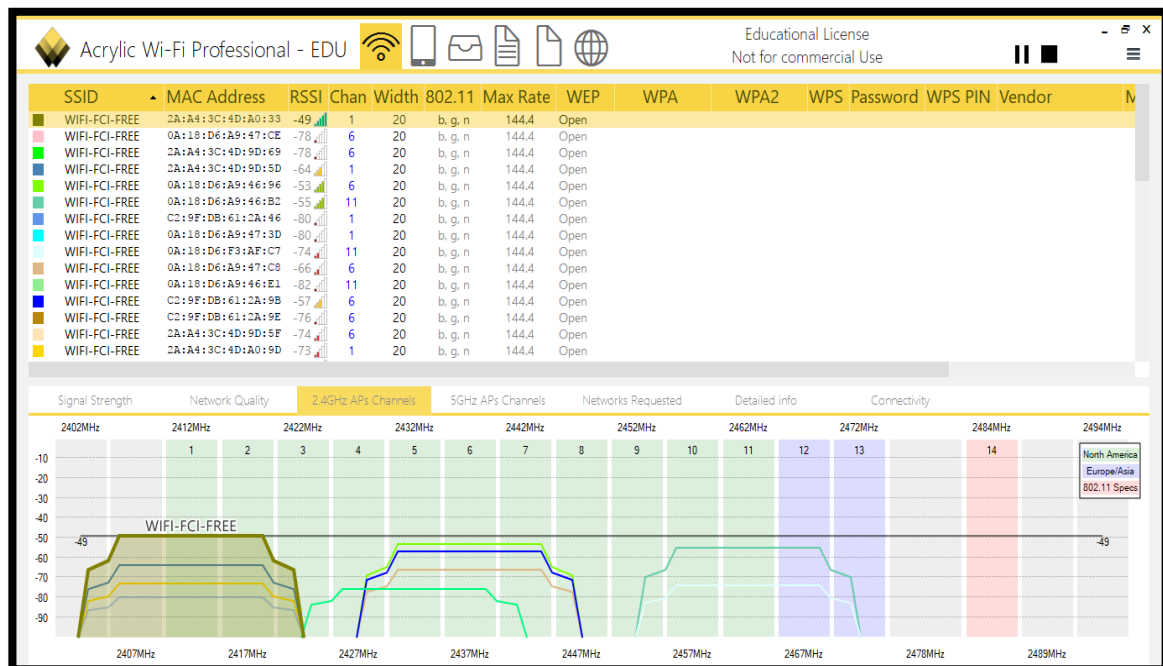 Acrylic Wi-Fi Professional - EDU
Educational License
Not for commercial Use
SSID MAC Address RSSI Chan Width 802.11 Max Rate WEP WPA WPA2 WPS Password WPS PIN Vendor M
WIFI-FCI-FREE 2A:A4:3C:4D:A0:33 -49 1 20 b, g, n 144.4 Open
WIFI-FCI-FREE 0A:18:D6:A9:47:CE -78 6 20 b, g, n 144.4 Open
WIFI-FCI-FREE 2A:A4:3C:4D:9D:69 -78 6 20 b, g, n 144.4 Open
WIFI-FCI-FREE 2A:A4:3C:4D:9D:5D -64 1 20 b, g, n 144.4 Open
WIFI-FCI-FREE 0A:18:D6:A9:46:96 -53 6 20 b, g, n 144.4 Open
WIFI-FCI-FREE 0A:18:D6:A9:46:B2 -55 11 20 b, g, n 144.4 Open
WIFI-FCI-FREE C2:9F:DB:61:2A:46 -80 1 20 b, g, n 144.4 Open
WIFI-FCI-FREE 0A:18:D6:A9:47:3D -80 1 20 b, g, n 144.4 Open
WIFI-FCI-FREE 0A:18:D6:F3:AF:C7 -74 11 20 b, g, n 144.4 Open
WIFI-FCI-FREE 0A:18:D6:A9:47:C8 -66 6 20 b, g, n 144.4 Open
WIFI-FCI-FREE 0A:18:D6:A9:46:E1 -82 11 20 b, g, n 144.4 Open
WIFI-FCI-FREE C2:9F:DB:61:2A:9B -57 6 20 b, g, n 144.4 Open
WIFI-FCI-FREE C2:9F:DB:61:2A:9E -76 6 20 b, g, n 144.4 Open
WIFI-FCI-FREE 2A:A4:3C:4D:9D:5F -74 6 20 b, g, n 144.4 Open
WIFI-FCI-FREE 2A:A4:3C:4D:A0:9D -73 1 20 b, g, n 144.4 Open
Signal Strength Network Quality 2.4GHz APs Channels 5GHz APs Channels Networks Requested Detailed info Connectivity
2402MHz 2412MHz 2422MHz 2432MHz 2442MHz 2452MHz 2462MHz 2472MHz 2484MHz 2494MHz
1 2 3 4 5 6 7 8 9 10 11 12 13 14
North America
Europe/Asia
802.11 Specs
-10
-20
-30
-40
WIFI-FCI-FREE
-50
-49 -49
-60
-70
-80
-90
2407MHz 2417MHz 2427MHz 2437MHz 2447MHz 2457MHz 2467MHz 2478MHz 2489MHz